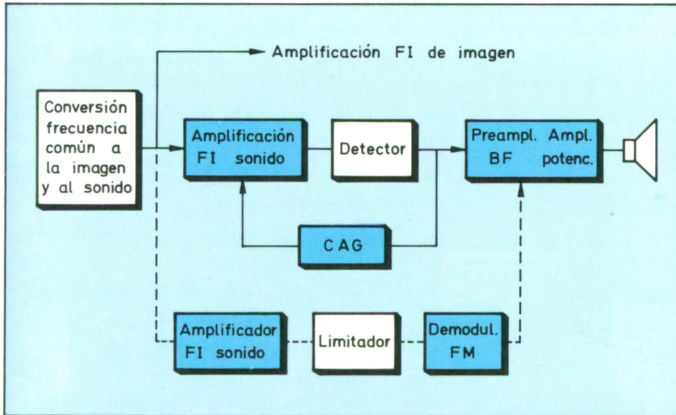 Amplificación FI de imagen
Conversión
frecuencia
común a
la imagen
y al sonido
Amplificación
FI sonido
Detector
Preampl. Ampl.
BF potenc.
CAG
Amplificador
FI sonido
Limitador
Demodul.
FM